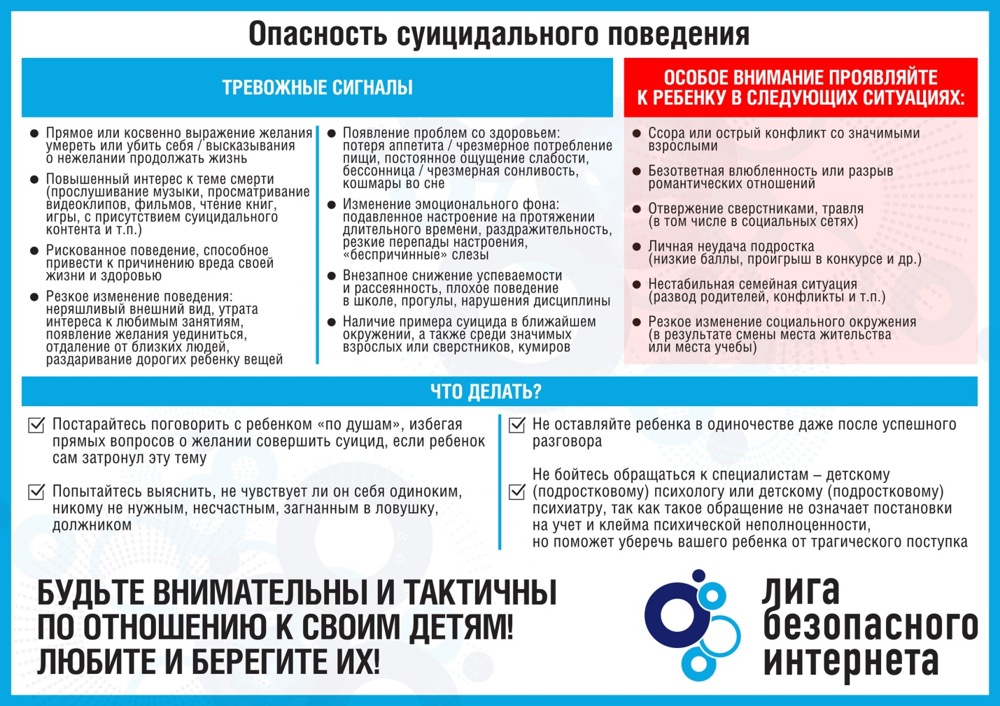 Опасность суицидального поведения
ТРЕВОЖНЫЕ СИГНАЛЫ
Прямое или косвенно выражение желания
умереть или убить себя / высказывания
о нежелании продолжать жизнь
Повышенный интерес к теме смерти
(прослушивание музыки, просматривание
видеоклипов, фильмов, чтение книг,
игры, с присутствием суицидального
контента и т.п.)
Рискованное поведение, способное
привести к причинению вреда своей
жизни и здоровью
Резкое изменение поведения:
неряшливый внешний вид, утрата
интереса к любимым занятиям,
появление желания уединиться,
отдаление от близких людей,
раздаривание дорогих ребенку вещей
Появление проблем со здоровьем:
потеря аппетита / чрезмерное потребление
пищи, постоянное ощущение слабости,
бессонница / чрезмерная сонливость,
кошмары во сне
Изменение эмоционального фона:
подавленное настроение на протяжении
длительного времени, раздражительность,
резкие перепады настроения,
«беспричинные» слезы
Внезапное снижение успеваемости
и рассеянность, плохое поведение
в школе, прогулы, нарушения дисциплины
Наличие примера суицида в ближайшем
окружении, а также среди значимых
взрослых или сверстников, кумиров
ОСОБОЕ ВНИМАНИЕ ПРОЯВЛЯЙТЕ
К РЕБЕНКУ В СЛЕДУЮЩИХ СИТУАЦИЯХ:
Ссора или острый конфликт со значимыми
взрослыми
Безответная влюбленность или разрыв
романтических отношений
Отвержение сверстниками, травля
(в том числе в социальных сетях)
Личная неудача подростка
(низкие баллы, проигрыш в конкурсе и др.)
Нестабильная семейная ситуация
(развод родителей, конфликты и т.п.)
Резкое изменение социального окружения
(в результате смены места жительства
или места учебы)
ЧТО ДЕЛАТЬ?
Постарайтесь поговорить с ребенком «по душам», избегая
прямых вопросов о желании совершить суицид, если ребенок
сам затронул эту тему
Попытайтесь выяснить, не чувствует ли он себя одиноким,
никому не нужным, несчастным, загнанным в ловушку,
должником
Не оставляйте ребенка в одиночестве даже после успешного
разговора
Не бойтесь обращаться к специалистам – детскому
(подростковому) психологу или детскому (подростковому)
психиатру, так как такое обращение не означает постановки
на учет и клейма психической неполноценности,
но поможет уберечь вашего ребенка от трагического поступка
БУДЬТЕ ВНИМАТЕЛЬНЫ И ТАКТИЧНЫ
ПО ОТНОШЕНИЮ К СВОИМ ДЕТЯМ!
ЛЮБИТЕ И БЕРЕГИТЕ ИХ!
лига
безопасного
интернета